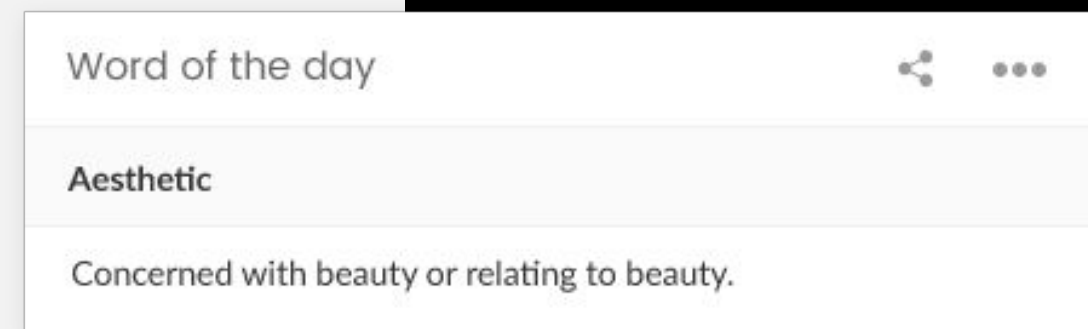 Word of the day
Aesthetic
Concerned with beauty or relating to beauty.